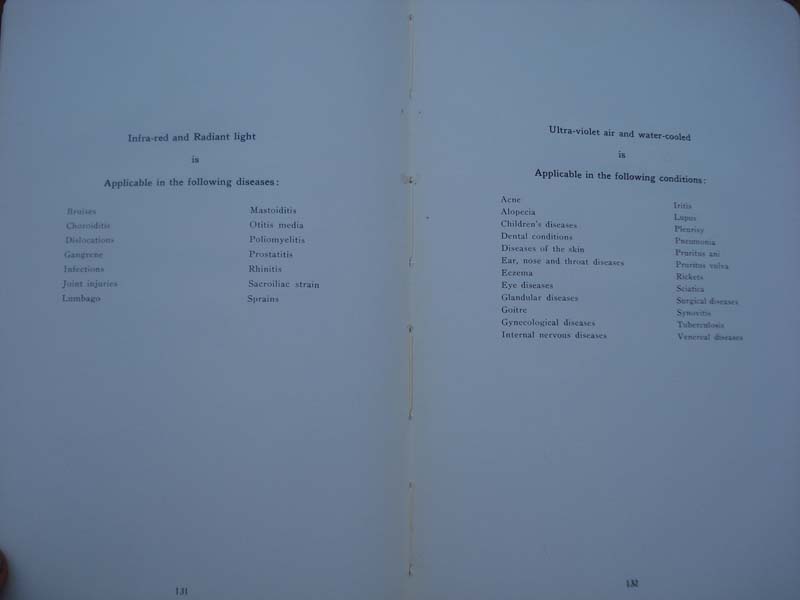 Infra-red and Radiant light
is
Applicable in the following diseases:
Bruises
Choroiditis
Dislocations
Gangrene
Infections
Joint injuries
Lumbago
Mastoiditis
Otitis media
Poliomyelitis
Prostatitis
Rhinitis
Sacroiliac strain
Sprains
131
Ultra-violet air and water-cooled
is
Applicable in the following conditions:
Acne
Alopecia
Children's diseases
Dental conditions
Diseases of the skin
Ear, nose and throat diseases
Eczema
Eye diseases
Glandular diseases
Goitre
Gynecological diseases
Internal nervous diseases
Iritis
Lupus
Pleurisy
Pneumonia
Pruritus ani
Pruritus vulva
Rickets
Sciatica
Surgical diseases
Synovitis
Tuberculosis
Venereal diseases
132